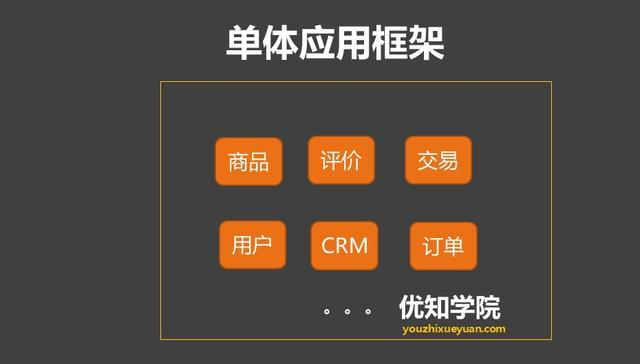 单体应用框架
商品 评价 交易
用户 CRM 订单
。。。 优知学院
youzhixueyuan.com